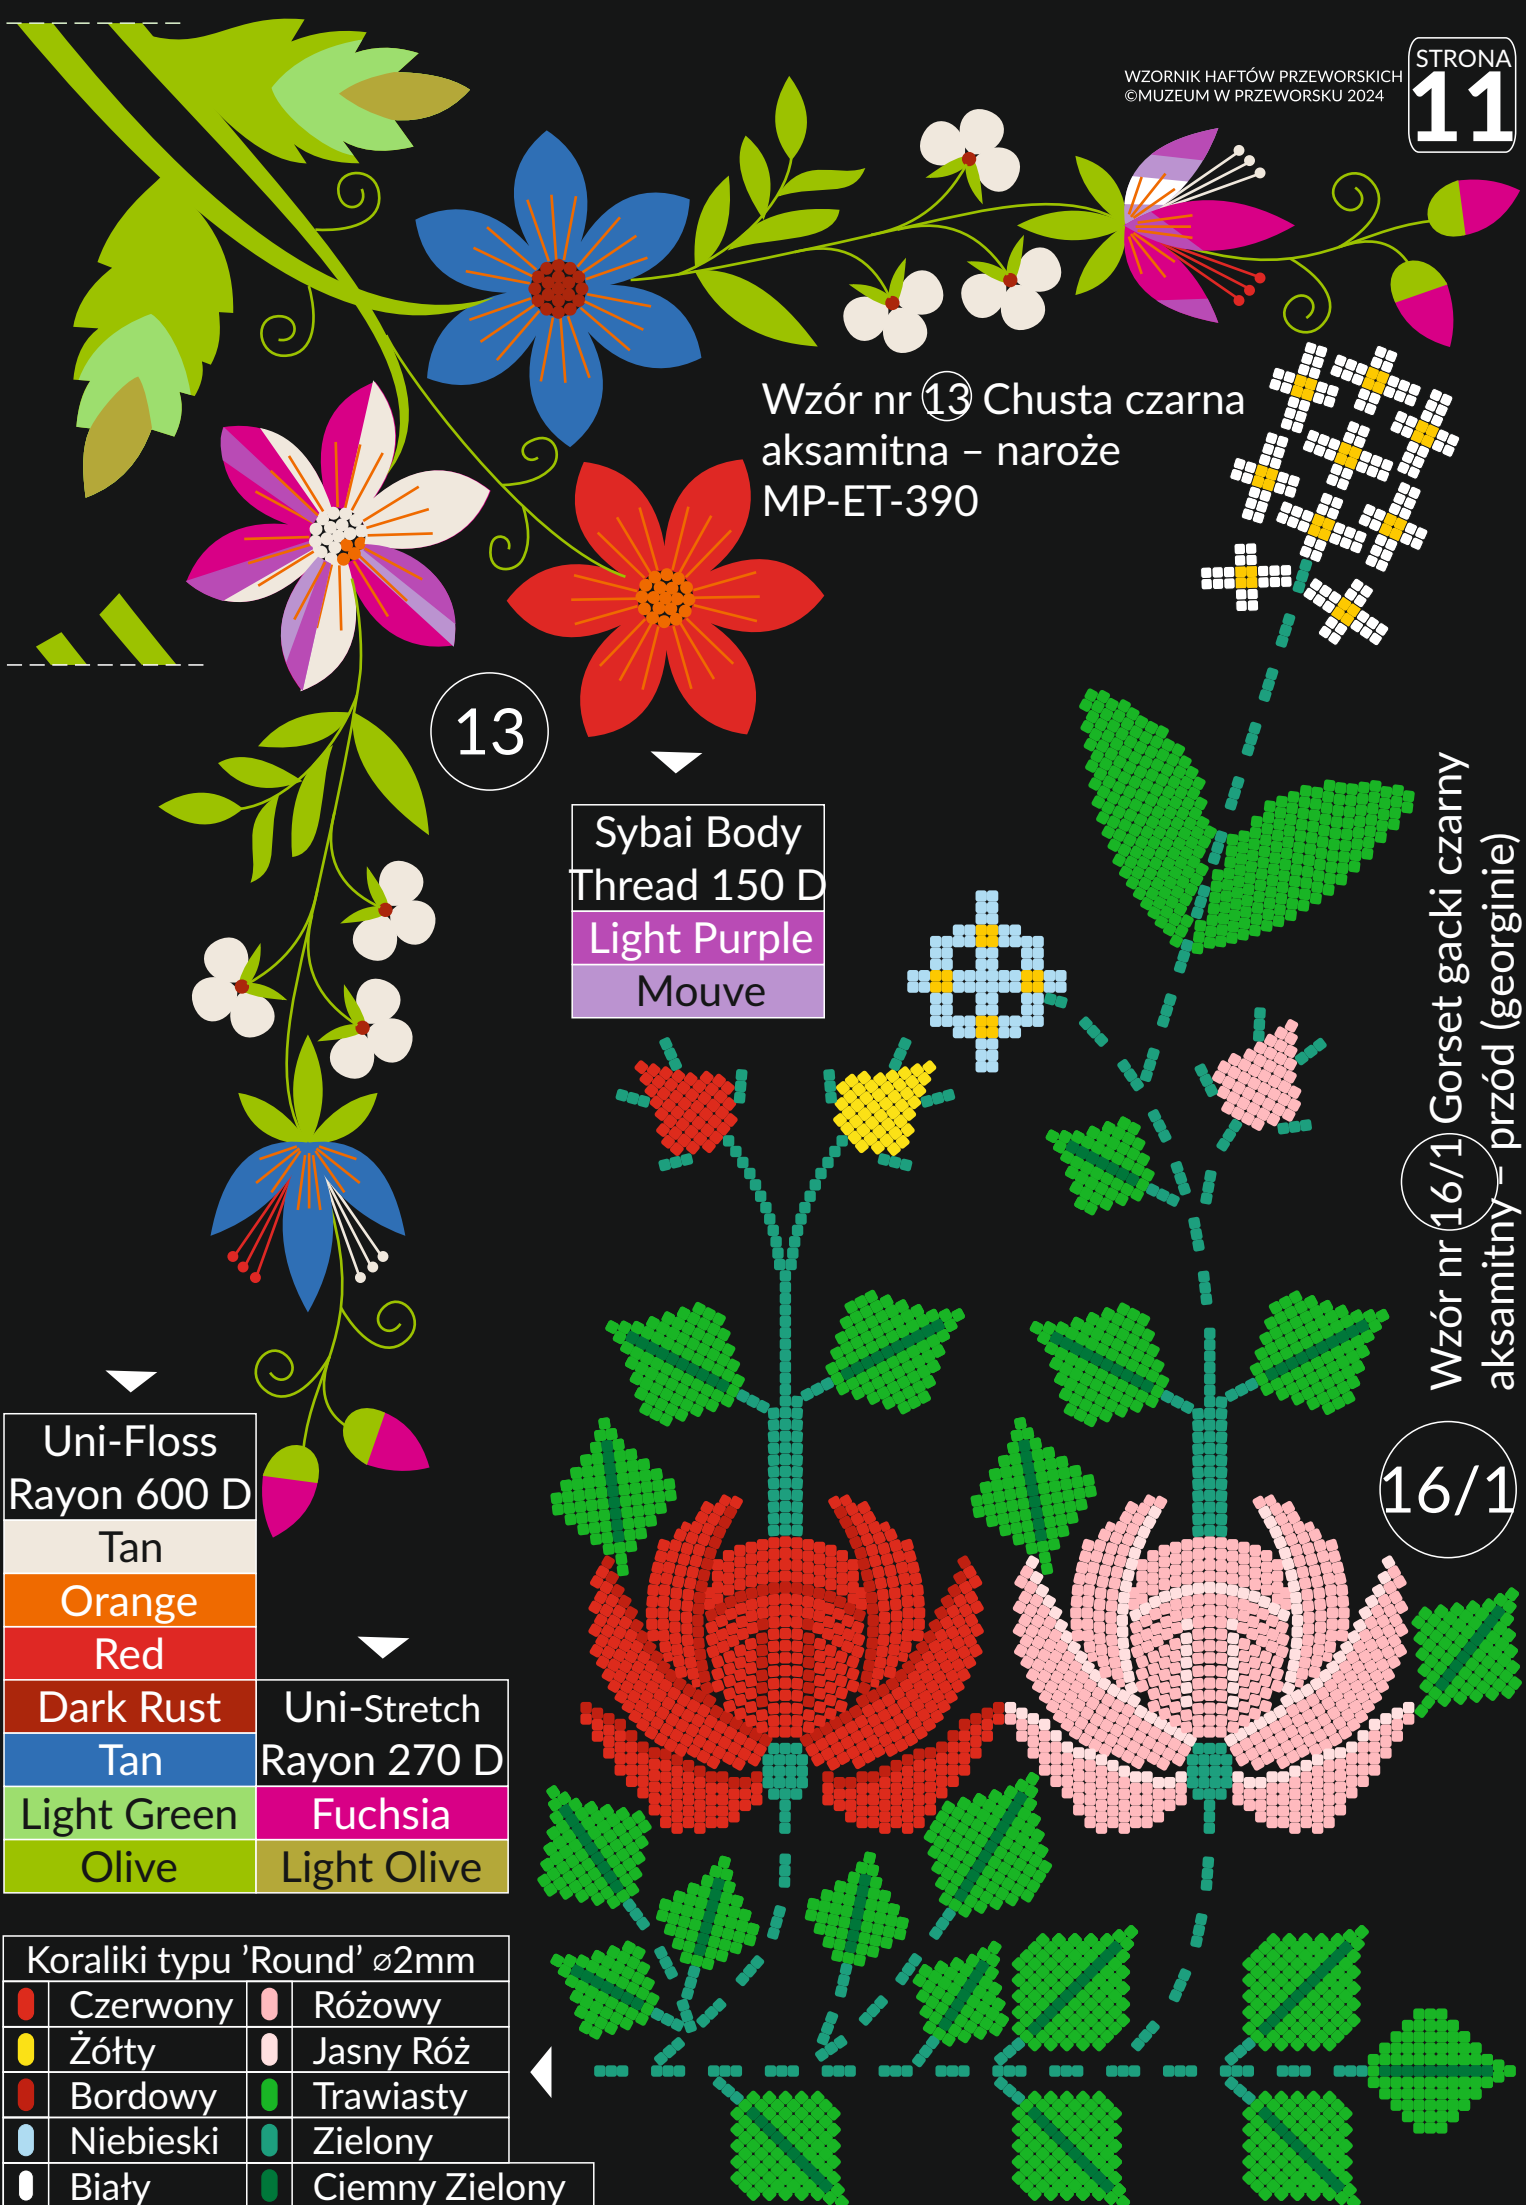 WZORNIK HAFTÓW PRZEWORSKICH
©MUZEUM W PRZEWORSKU 2024
STRONA
11
Wzór nr 13 Chusta czarna
aksamitna – naroże
MP-ET-390
13
Sybai Body
Thread 150 D
Light Purple
Mouve
Wzór nr 16/1 Gorset gacki czarny
aksamitny – przód (georginie)
16/1
Uni-Floss
Rayon 600 D
Tan
Orange
Red
Dark Rust
Tan
Light Green
Olive
Uni-Stretch
Rayon 270 D
Fuchsia
Light Olive
Koraliki typu ’Round’ ⌀2mm
Czerwony Różowy
Żółty Jasny Róż
Bordowy Trawiasty
Niebieski Zielony
Biały Ciemny Zielony